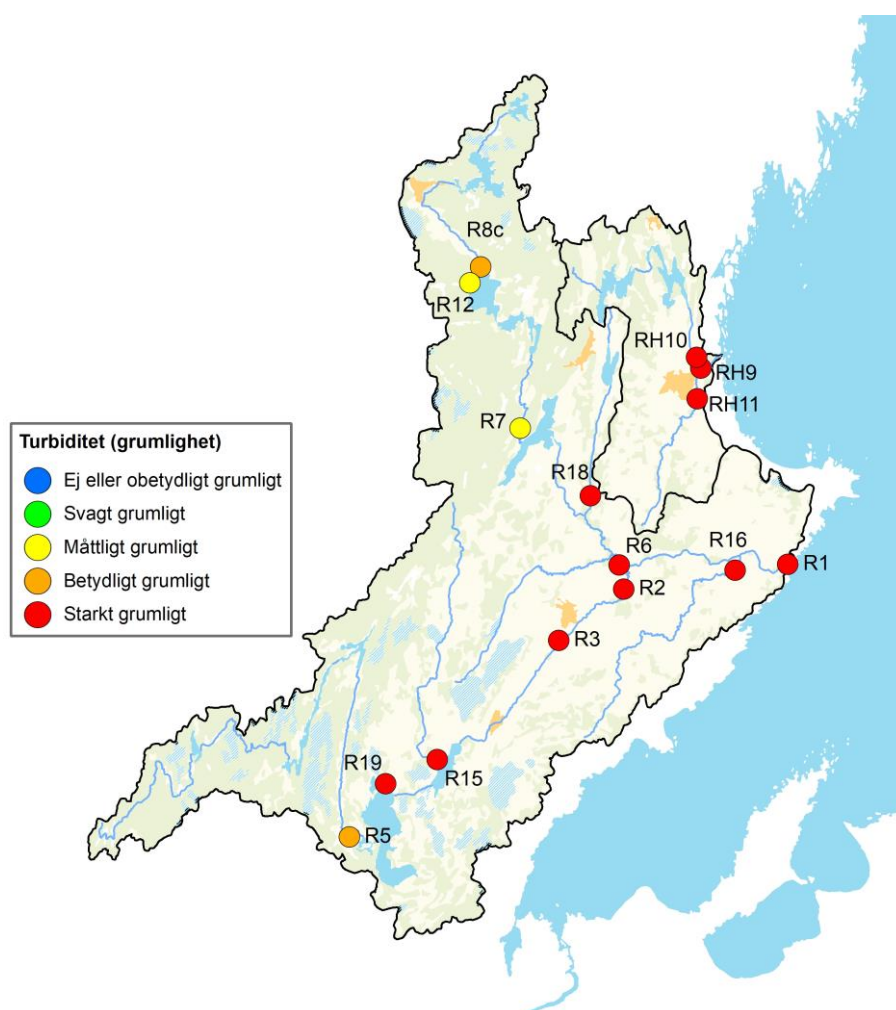 R8c
R12
RH10
RH9
RH11
R7
R18
R6
R16
R1
R2
R3
R15
R19
R5
Turbiditet (grumlighet)
Ej eller obetydligt grumligt
Svagt grumligt
Måttligt grumligt
Betydligt grumligt
Starkt grumligt